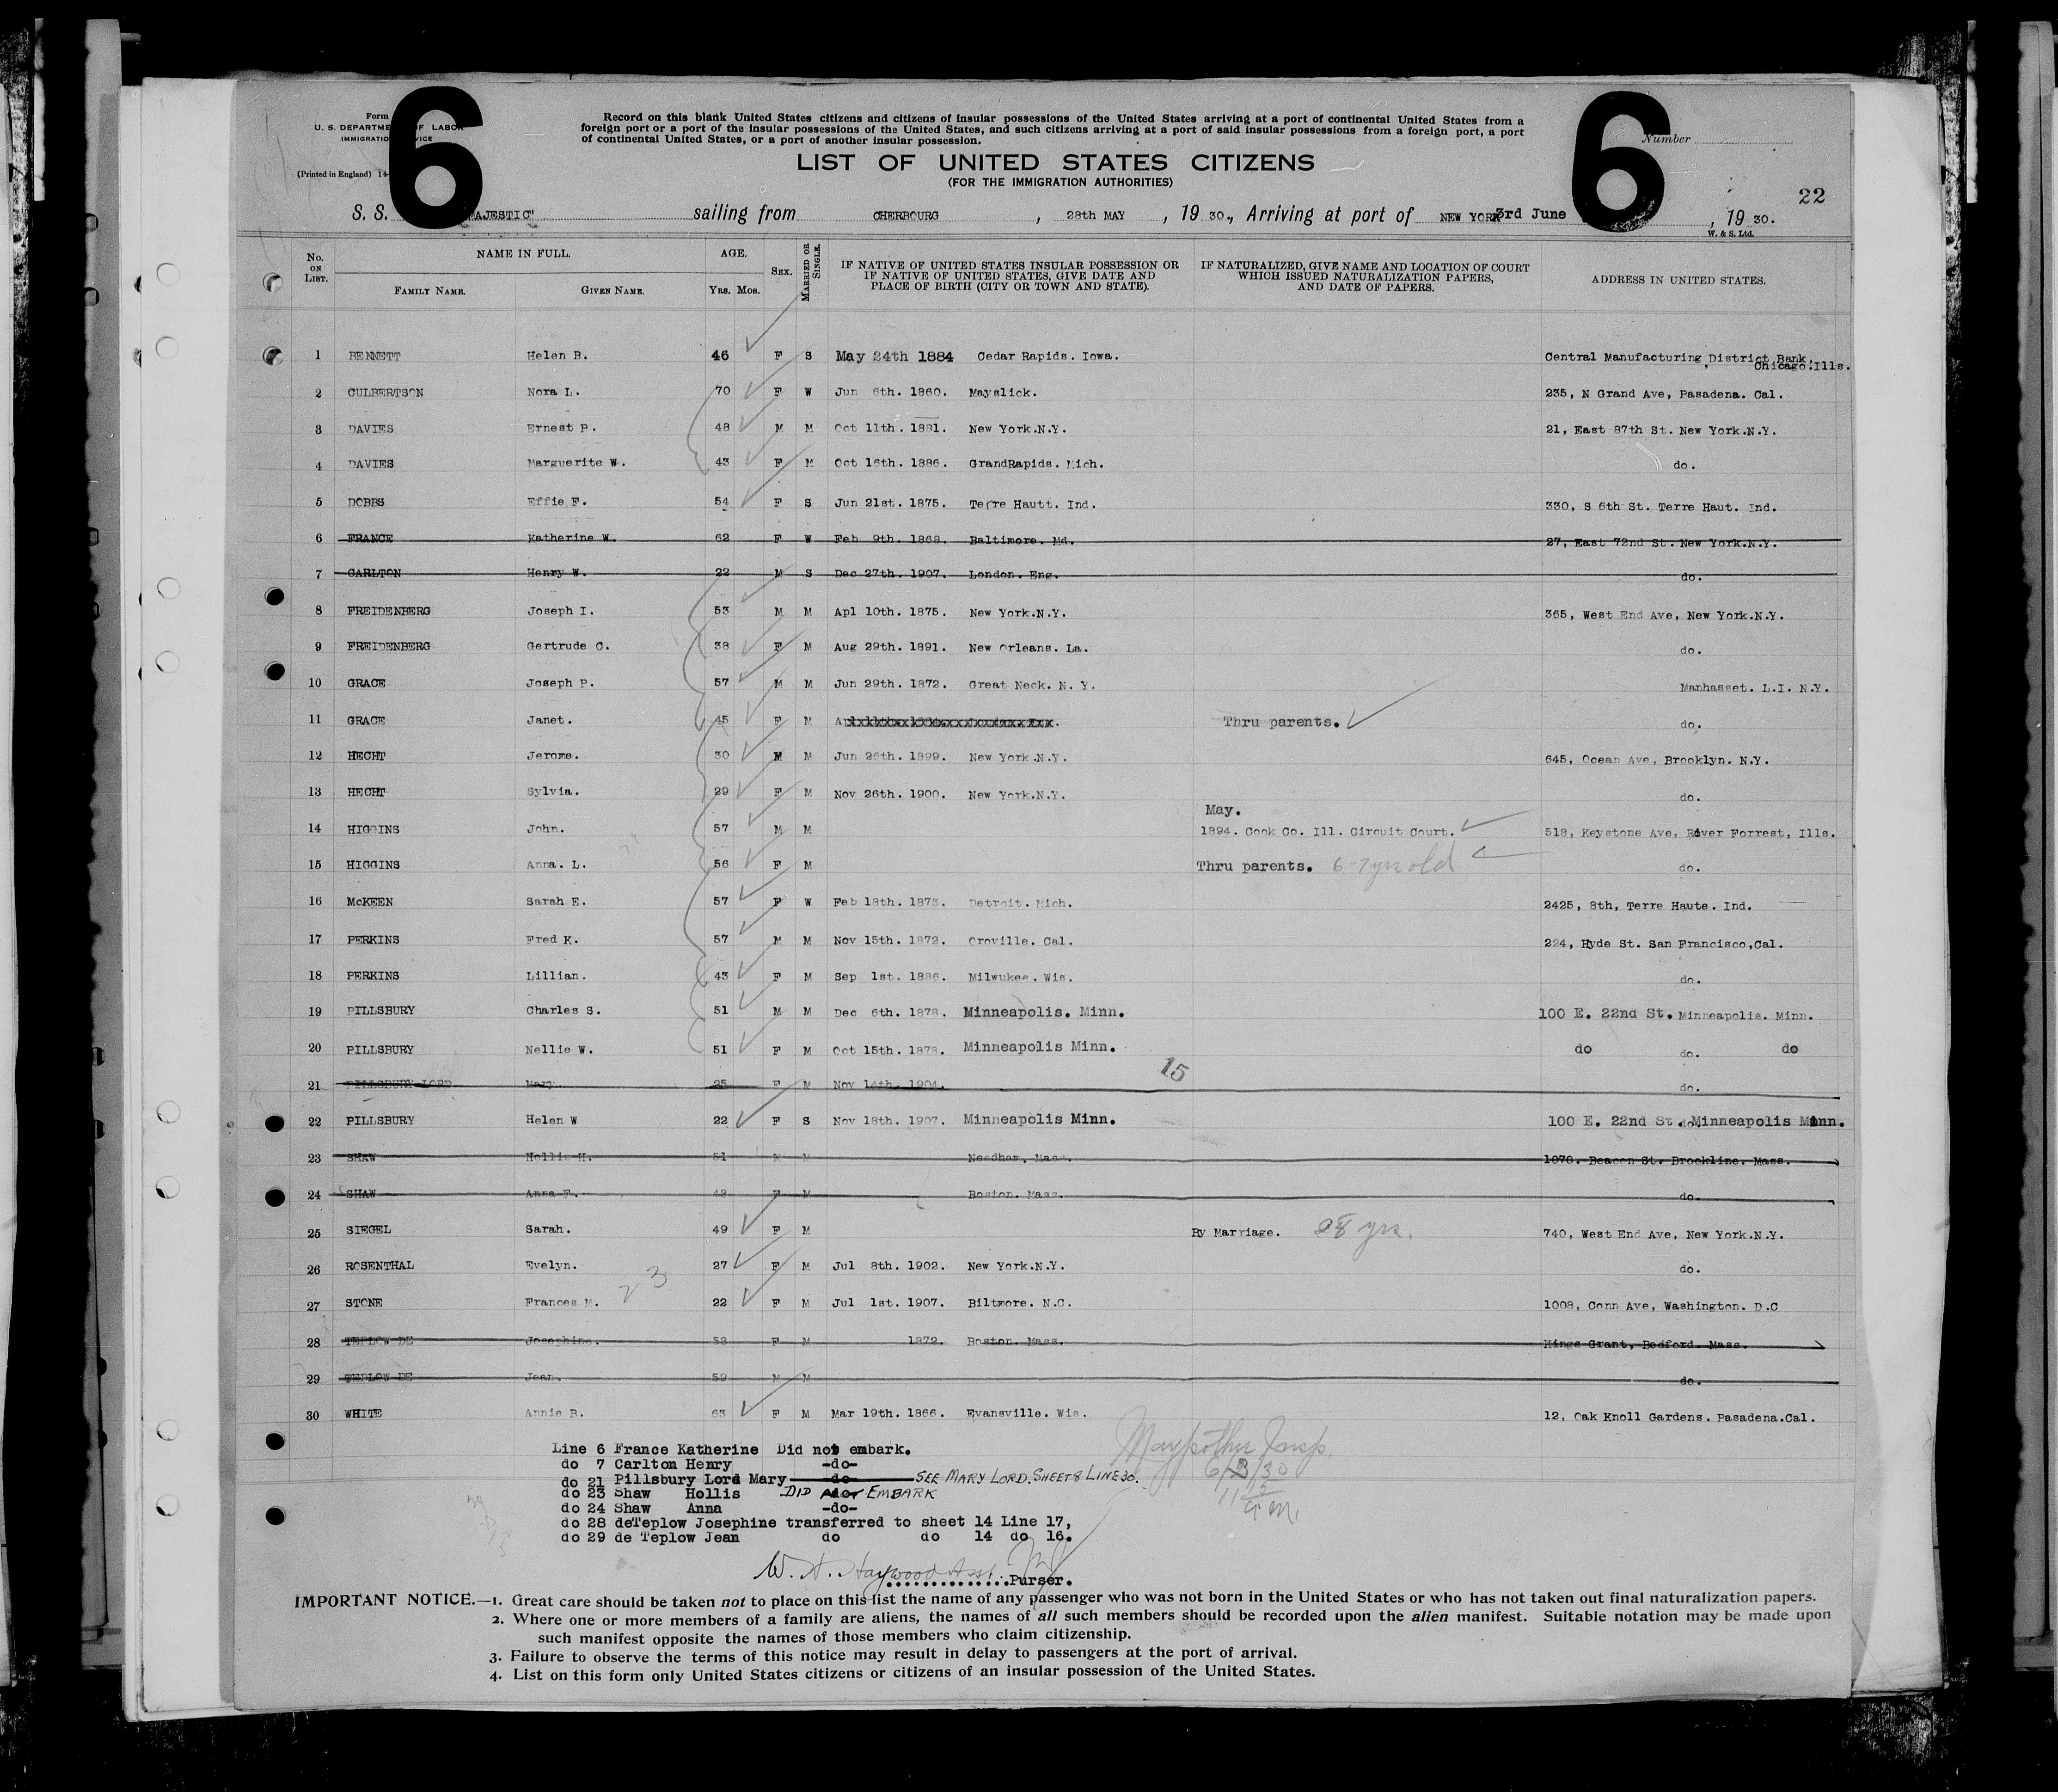 6
6
Form
U. S. DEPARTMENT OF LABOR
IMMIGRATION SERVICE
(Printed in England) 14-
Record on this blank United States citizens and citizens of insular possessions of the United States arriving at a port of continental United States from a
foreign port or a port of the insular possessions of the United States, and such citizens arriving at a port of said insular possessions from a foreign port, a port
of continental United States, or a port of another insular possession.
LIST OF UNITED STATES CITIZENS
(FOR THE IMMIGRATION AUTHORITIES)
Number
22
S. S. AJESTIC" sailing from CHERBOURG, 28th MAY, 19 30., Arriving at port of NEW YORK 3rd June, 19 30.
W. & S. Ltd.
No. ON LIST. NAME IN FULL. AGE. SEX. MARRIED OR SINGLE. IF NATIVE OF UNITED STATES INSULAR POSSESSION OR IF NATIVE OF UNITED STATES, GIVE DATE AND PLACE OF BIRTH (CITY OR TOWN AND STATE). IF NATURALIZED, GIVE NAME AND LOCATION OF COURT WHICH ISSUED NATURALIZATION PAPERS, AND DATE OF PAPERS. ADDRESS IN UNITED STATES.
FAMILY NAME. GIVEN NAME. YRS. MOS.
1 BENNETT Helen B. 46 F S May 24th 1884 Cedar Rapids. Iowa. Central Manufacturing District Bank, Chicago.Ills.
2 CULBERTSON Nora L. 70 F W Jun 6th. 1860. Mayslick. 235, N Grand Ave, Pasadena. Cal.
3 DAVIES Ernest P. 48 M M Oct 11th. 1881. New York.N.Y. 21, East 87th St. New York.N.Y.
4 DAVIES Marguerite W. 43 F M Oct 16th. 1886. GrandRapids. Mich. do.
5 DOBBS Effie F. 54 F S Jun 21st. 1875. Terre Hautt. Ind. 330, S 6th St. Terre Haut. Ind.
6 FRANCE Katherine W. 62 F W Feb 9th. 1868. Baltimore. Md. 27, East 72nd St. New York.N.Y.
7 CARLTON Henry W. 22 M S Dec 27th. 1907. London. Eng. do.
8 FREIDENBERG Joseph I. 53 M M Apl 10th. 1875. New York.N.Y. 365, West End Ave, New York.N.Y.
9 FREIDENBERG Gertrude C. 38 F M Aug 29th. 1891. New Orleans. La. do.
10 GRACE Joseph P. 57 M M Jun 29th. 1872. Great Neck. N. Y. Manhasset. L.I. N.Y.
11 GRACE Janet. 45 F M Thru parents. do.
12 HECHT Jerome. 30 M M Jun 26th. 1899. New York.N.Y. 645, Ocean Ave, Brooklyn. N.Y.
13 HECHT Sylvia. 29 F M Nov 26th. 1900. New York.N.Y. do.
May.
14 HIGGINS John. 57 M M 1894. Cook Co. Ill. Circuit Court. 518, Keystone Ave, River Forrest, Ills.
15 HIGGINS Anna. L. 56 F M Thru parents. 6-7 yrs old do.
16 McKEEN Sarah E. 57 F W Feb 18th. 1873. Detroit. Mich. 2425, 8th, Terre Haute. Ind.
17 PERKINS Fred K. 57 M M Nov 15th. 1872. Oroville. Cal. 224, Hyde St. San Francisco,Cal.
18 PERKINS Lillian. 43 F M Sep 1st. 1886. Milwukee. Wis. do.
19 PILLSBURY Charles S. 51 M M Dec 6th. 1878. Minneapolis. Minn. 100 E. 22nd St. Minneapolis. Minn.
20 PILLSBURY Nellie W. 51 F M Oct 15th. 1878. Minneapolis Minn. do do. do
15
21 PILLSBURY LORD Mary 25 F M Nov 14th. 1904. do.
22 PILLSBURY Helen W 22 F S Nov 18th. 1907. Minneapolis Minn. 100 E. 22nd St. Minneapolis Minn.
23 SHAW Hollis H. 51 M M Needham. Mass. 1070. Beacon St. Brookline. Mass.
24 SHAW Anna F. 49 F M Boston. Mass. do.
25 SIEGEL Sarah. 49 F M By Marriage. 28 yrs. 740, West End Ave, New York.N.Y.
26 ROSENTHAL Evelyn. 27 F M Jul 8th. 1902. New York.N.Y. do.
23
27 STONE Frances M. 22 F M Jul 1st. 1907. Biltmore. N.C. 1008, Conn Ave, Washington. D.C
28 TEPLOW DE Josephine. 58 F M 1872. Boston. Mass. Kings Grant, Bedford. Mass.
29 TEPLOW DE Jean. 59 M M do.
30 WHITE Annie B. 63 F M Mar 19th. 1866. Evansville. Wis. 12, Oak Knoll Gardens. Pasadena.Cal.
Line 6 France Katherine Did not embark.
do 7 Carlton Henry -do-
do 21 Pillsbury Lord Mary -do- SEE MARY LORD. SHEET 8 LINE 30.
do 23 Shaw Hollis DID NOT EMBARK
do 24 Shaw Anna -do-
do 28 deTeplow Josephine transferred to sheet 14 Line 17,
do 29 de Teplow Jean do do 14 do 16.
6/3/30
W. H. Haywood Asst. Purser.
IMPORTANT NOTICE.—1. Great care should be taken not to place on this list the name of any passenger who was not born in the United States or who has not taken out final naturalization papers.
2. Where one or more members of a family are aliens, the names of all such members should be recorded upon the alien manifest. Suitable notation may be made upon
such manifest opposite the names of those members who claim citizenship.
3. Failure to observe the terms of this notice may result in delay to passengers at the port of arrival.
4. List on this form only United States citizens or citizens of an insular possession of the United States.